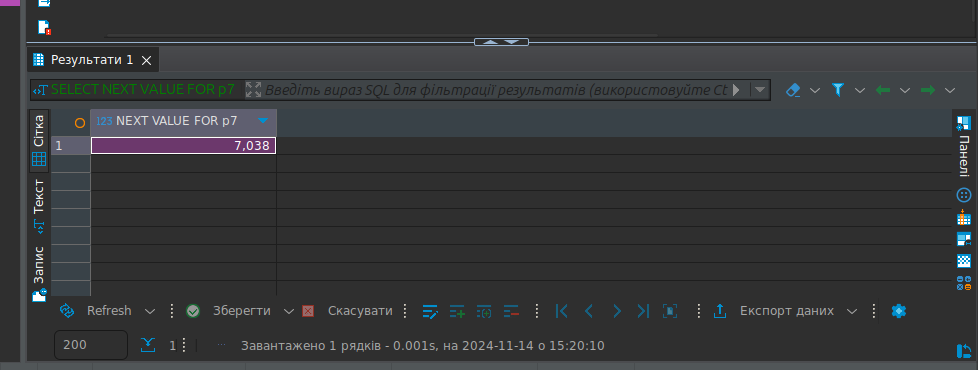 Результати 1
SELECT NEXT VALUE FOR p7
Введіть вираз SQL для фільтрації результатів (використовуйте Ct
Сітка
123 NEXT VALUE FOR p7
1
7,038
Текст
Запис
Панелі
Refresh
Зберегти
Скасувати
Експорт даних
200
1
Завантажено 1 рядків - 0.001s, на 2024-11-14 о 15:20:10